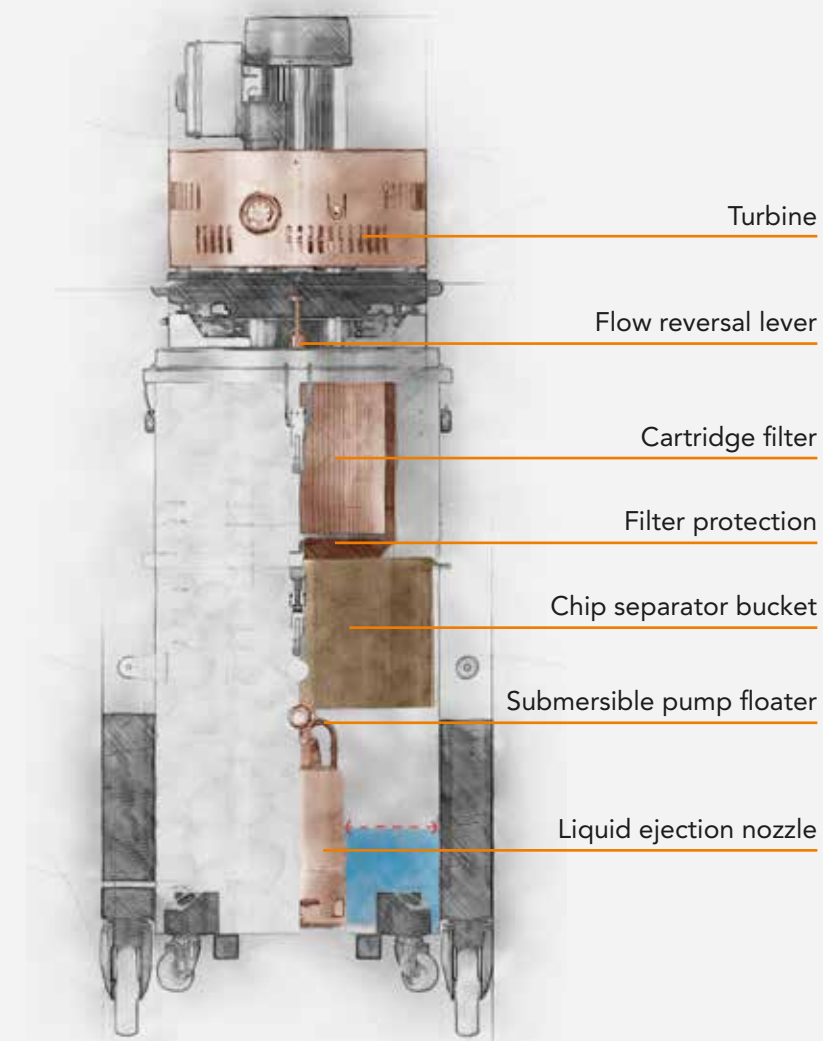 Turbine
Flow reversal lever
Cartridge filter
Filter protection
Chip separator bucket
Submersible pump floater
Liquid ejection nozzle